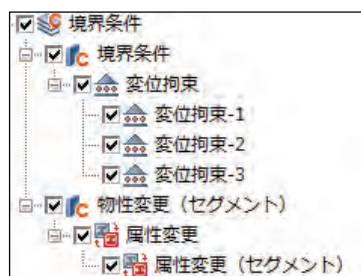 境界条件
境界条件
変位拘束
変位拘束-1
変位拘束-2
変位拘束-3
物性変更（セグメント）
属性変更
属性変更（セグメント）